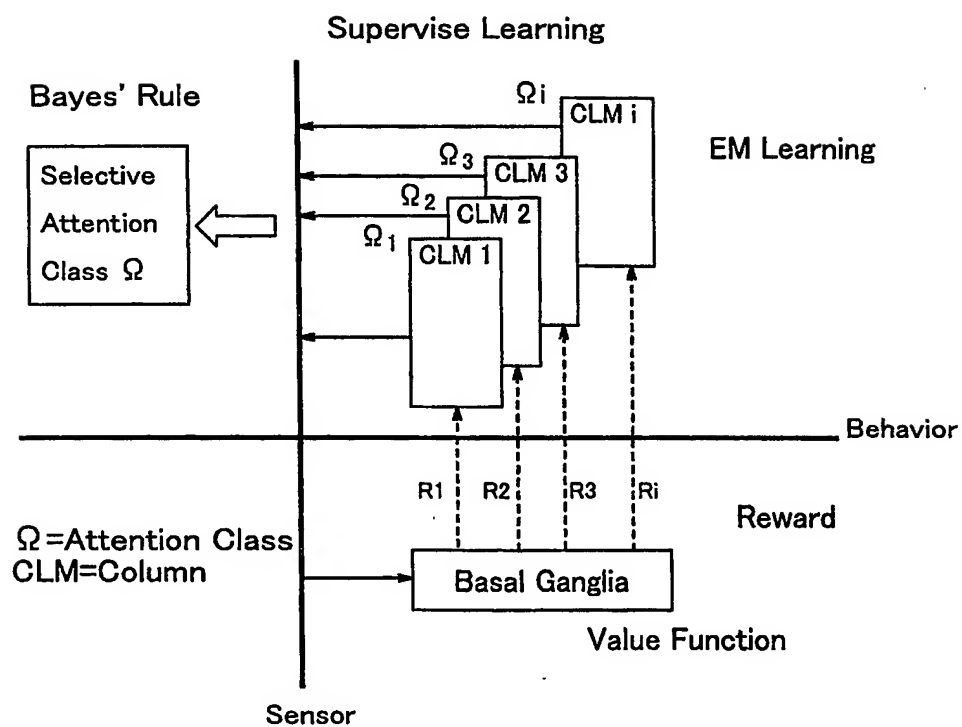 Supervise Learning
Bayes' Rule
Selective
Attention
Class Ω
Ωi
CLM i
EM Learning
Ω3
CLM 3
Ω2
CLM 2
Ω1
CLM 1
Behavior
R1 R2 R3 Ri
Reward
Ω=Attention Class
CLM=Column
Basal Ganglia
Value Function
Sensor